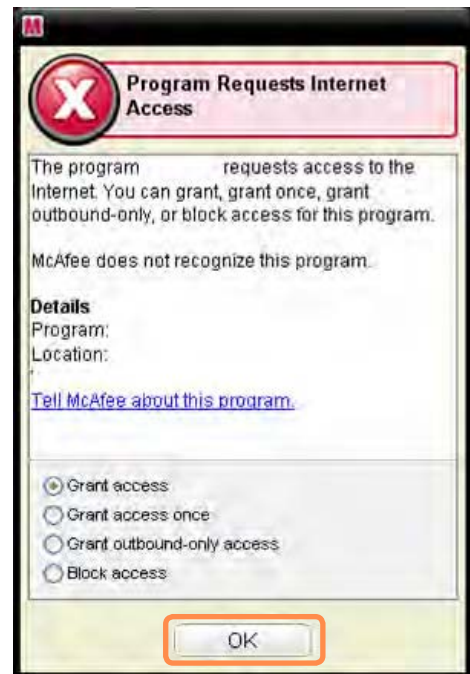 M
Program Requests Internet
Access
The program requests access to the
Internet. You can grant, grant once, grant
outbound-only, or block access for this program.
McAfee does not recognize this program.
Details
Program:
Location:
Tell McAfee about this program.
Grant access
Grant access once
Grant outbound-only access
Block access
OK